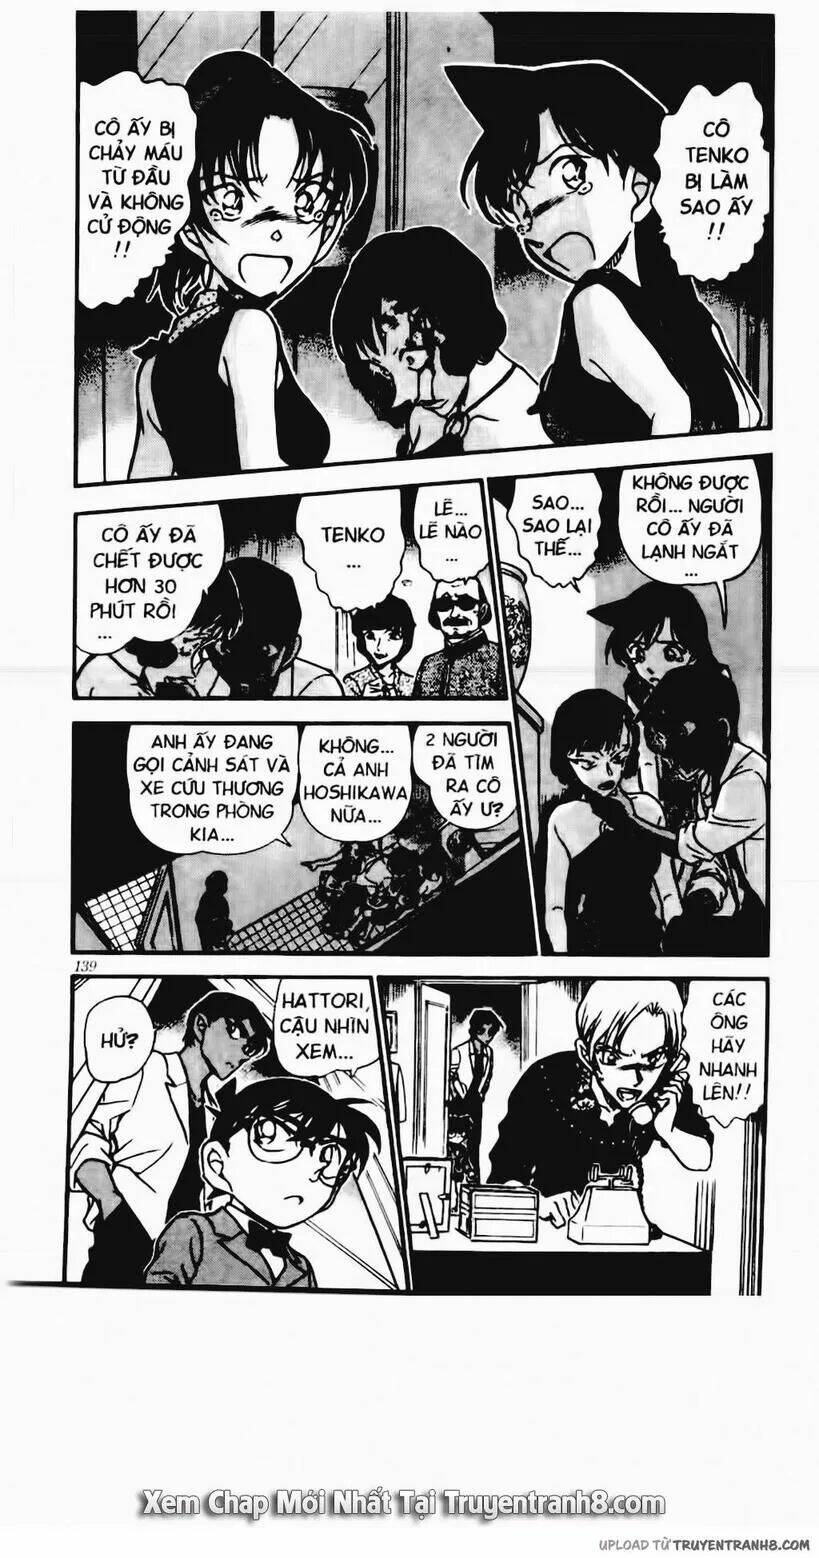 CÔ
TENKO
BỊ LÀM
SAO ẤY
!!
CÔ ẤY BỊ
CHẢY MÁU
TỪ ĐẦU
VÀ KHÔNG
CỬ ĐỘNG
!!
KHÔNG ĐƯỢC
RỒI... NGƯỜI
CÔ ẤY ĐÃ
LẠNH NGẮT
...
SAO...
SAO LẠI
THẾ...
LẼ...
LẼ NÀO
...
TENKO
...
CÔ ẤY ĐÃ
CHẾT ĐƯỢC
HƠN 30
PHÚT RỒI
...
2 NGƯỜI
ĐÃ TÌM
RA CÔ
ẤY Ư?
KHÔNG...
CẢ ANH
HOSHIKAWA
NỮA...
ANH ẤY ĐANG
GỌI CẢNH SÁT VÀ
XE CỨU THƯƠNG
TRONG PHÒNG
KIA...
139
CÁC
ÔNG
HÃY
NHANH
LÊN!!
HATTORI,
CẬU NHÌN
XEM...
HỬ?
Xem Chap Mới Nhất Tại Truyentranh8.com
UPLOAD TỪ TRUYENTRANH8.COM